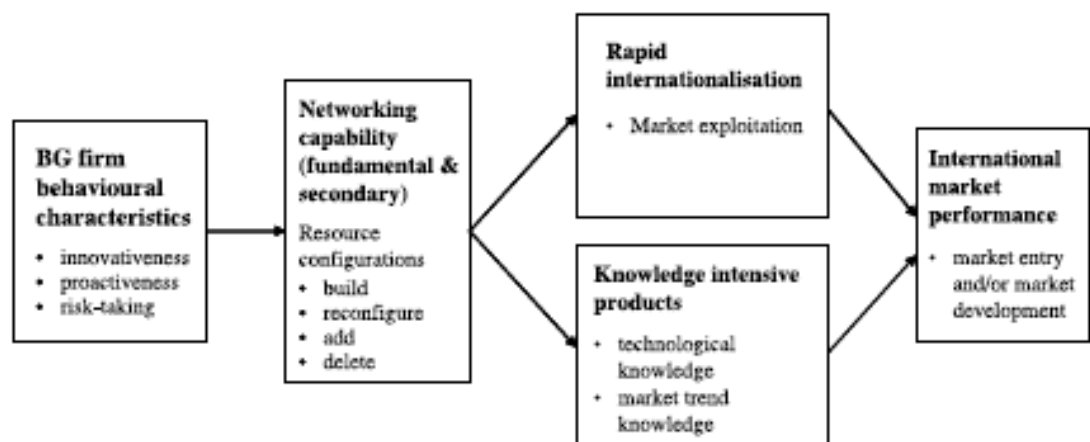 BG firm
behavioural
characteristics
• innovativeness
• proactiveness
• risk-taking
Networking
capability
(fundamental &
secondary)
Resource
configurations
• build
• reconfigure
• add
• delete
Rapid
internationalisation
• Market exploitation
Knowledge intensive
products
• technological
knowledge
• market trend
knowledge
International
market
performance
• market entry
and/or market
development